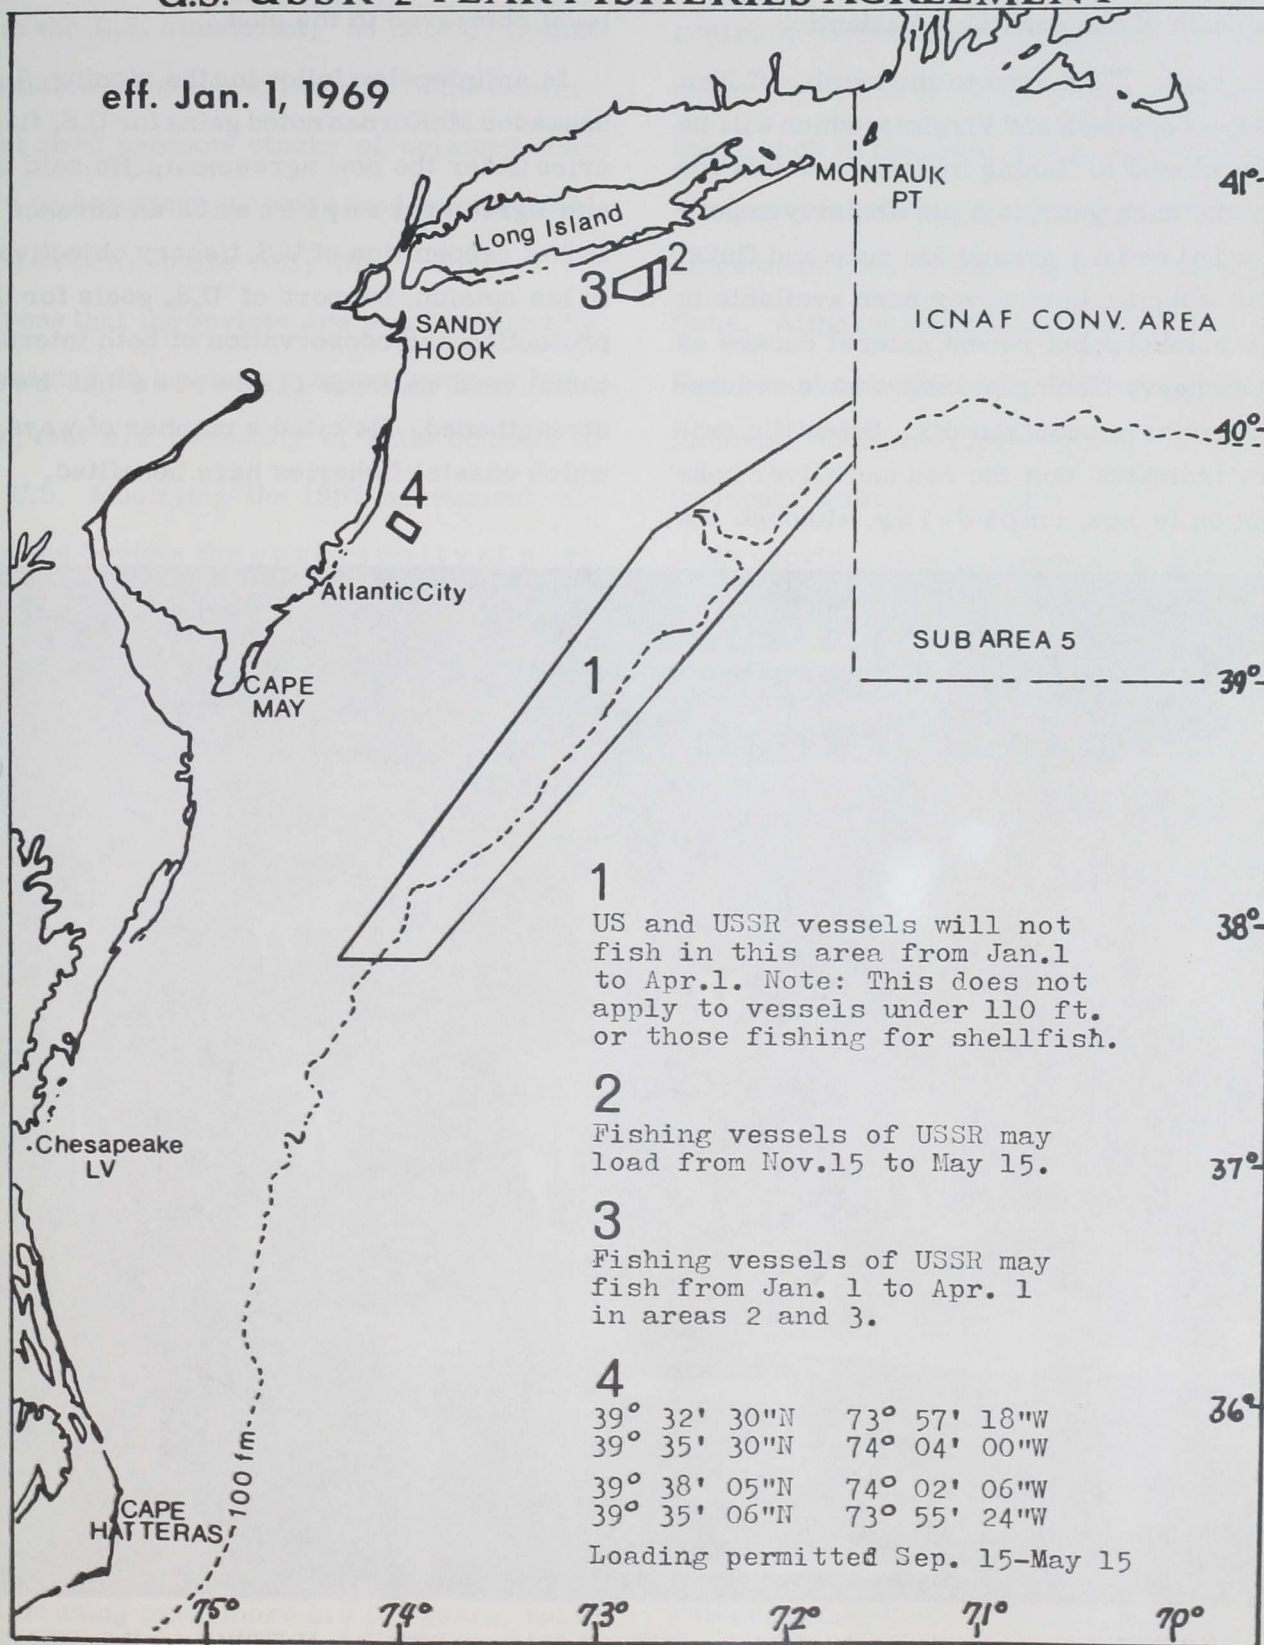 U.S.-USSR 2-YEAR FISHERIES AGREEMENT
eff. Jan. 1, 1969
MONTAUK
PT
41°
Long Island
2
3
ICNAF CONV. AREA
SANDY
HOOK
40°
4
Atlantic City
SUBAREA 5
1
39°
CAPE
MAY
1
US and USSR vessels will not
fish in this area from Jan.1
to Apr.1. Note: This does not
apply to vessels under 110 ft.
or those fishing for shellfish.
38°
2
Fishing vessels of USSR may
load from Nov.15 to May 15.
37°
Chesapeake
LV
3
Fishing vessels of USSR may
fish from Jan. 1 to Apr. 1
in areas 2 and 3.
4
39° 32' 30"N 73° 57' 18"W
39° 35' 30"N 74° 04' 00"W
39° 38' 05"N 74° 02' 06"W
39° 35' 06"N 73° 55' 24"W
Loading permitted Sep. 15-May 15
36°
100 fm
CAPE
HATTERAS
75° 74° 73° 72° 71° 70°